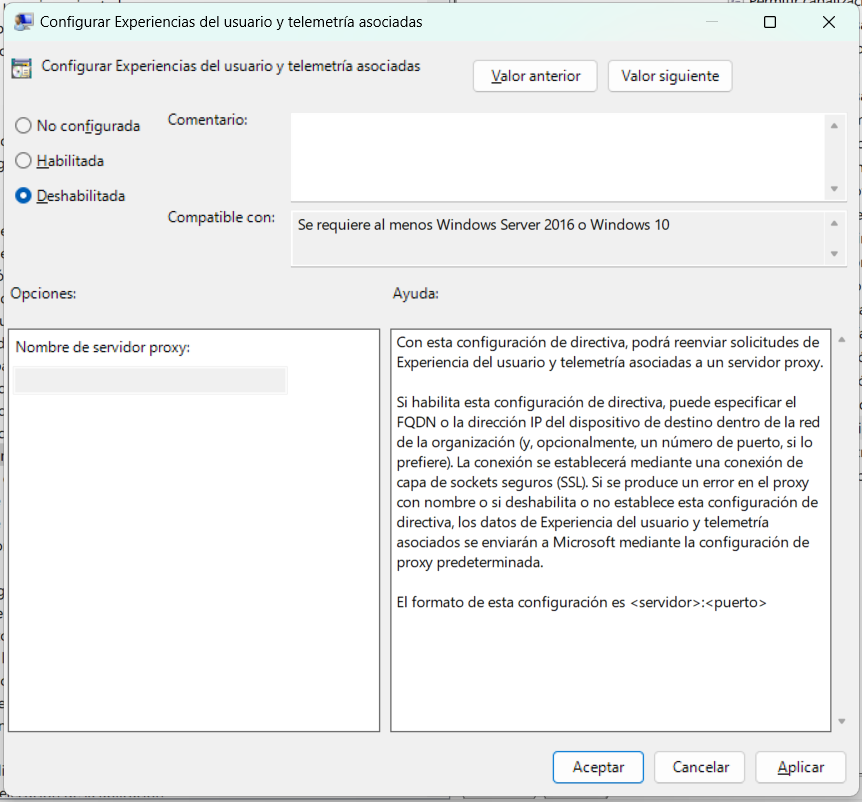 Configurar Experiencias del usuario y telemetría asociadas
Configurar Experiencias del usuario y telemetría asociadas
Valor anterior
Valor siguiente
No configurada
Habilitada
Deshabilitada
Comentario:
Compatible con:
Se requiere al menos Windows Server 2016 o Windows 10
Opciones:
Ayuda:
Nombre de servidor proxy:
Con esta configuración de directiva, podrá reenviar solicitudes de
Experiencia del usuario y telemetría asociadas a un servidor proxy.
Si habilita esta configuración de directiva, puede especificar el
FQDN o la dirección IP del dispositivo de destino dentro de la red
de la organización (y, opcionalmente, un número de puerto, si lo
prefiere). La conexión se establecerá mediante una conexión de
capa de sockets seguros (SSL). Si se produce un error en el proxy
con nombre o si deshabilita o no establece esta configuración de
directiva, los datos de Experiencia del usuario y telemetría
asociados se enviarán a Microsoft mediante la configuración de
proxy predeterminada.
El formato de esta configuración es <servidor>:<puerto>
Aceptar
Cancelar
Aplicar